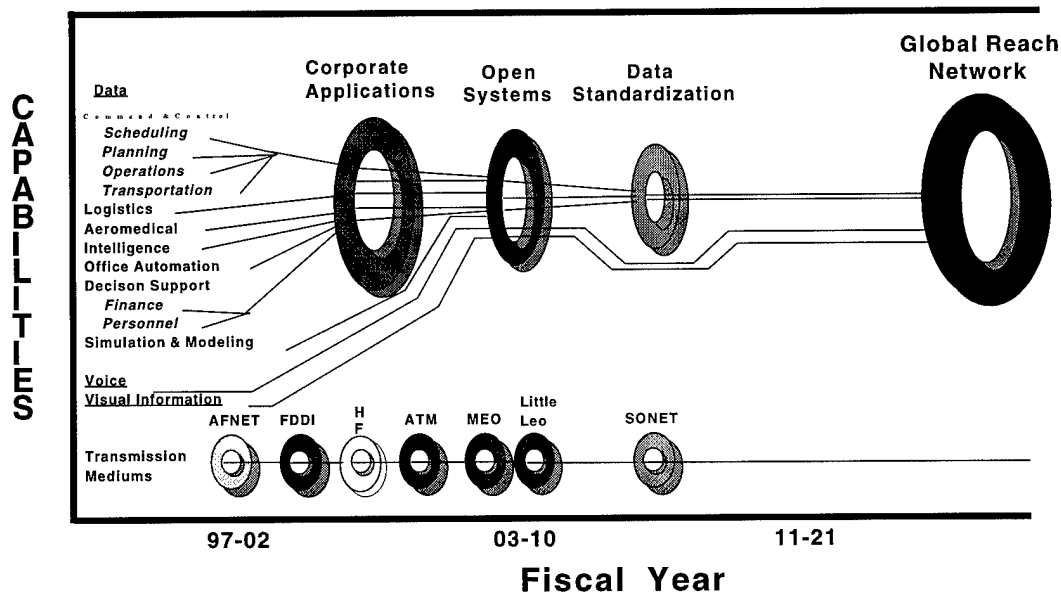 CAPABILITIES
Global Reach
Network
Corporate
Applications
Open
Systems
Data
Standardization
Data
Command & Control
Scheduling
Planning
Operations
Transportation
Logistics
Aeromedical
Intelligence
Office Automation
Decison Support
Finance
Personnel
Simulation & Modeling
Voice
Visual Information
AFNET
FDDI
HF
ATM
MEO
Little
Leo
SONET
Transmission
Mediums
97-02
03-10
11-21
Fiscal Year